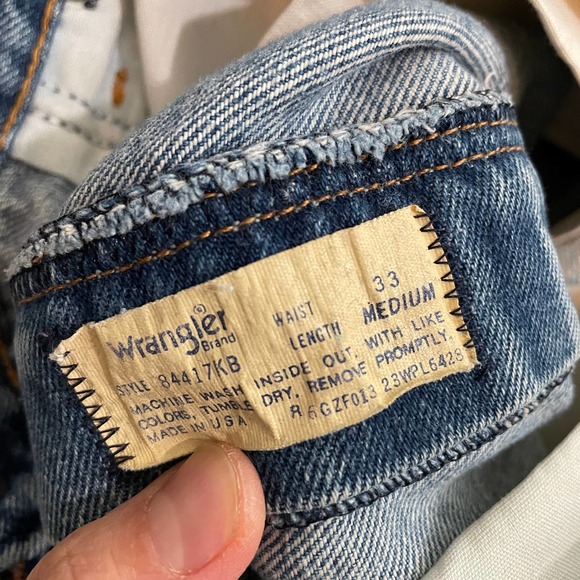 Wrangler®
Brand
WAIST 33
LENGTH MEDIUM
STYLE 84417KB
MACHINE WASH INSIDE OUT, WITH LIKE
COLORS, TUMBLE DRY. REMOVE PROMPTLY.
MADE IN U.S.A 8 6GZF013 23WPL6428